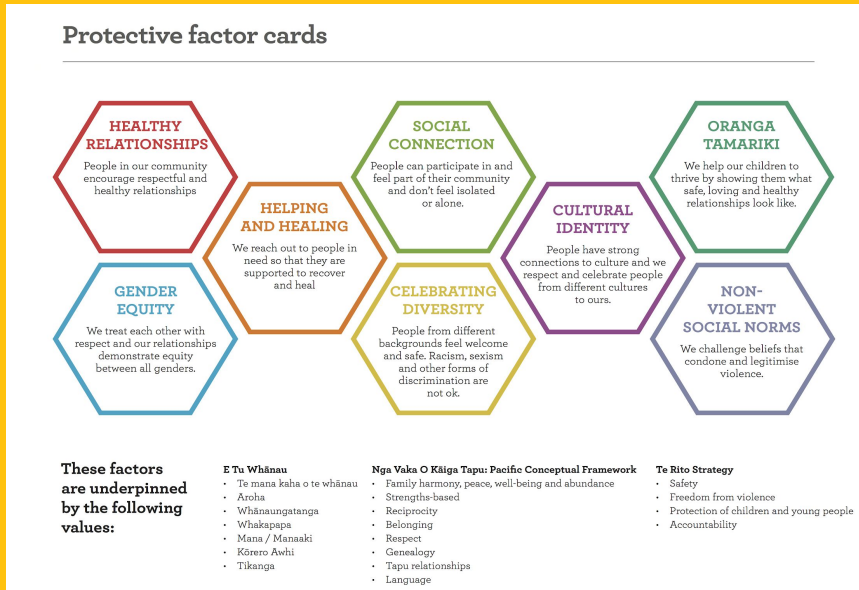 Protective factor cards
HEALTHY
RELATIONSHIPS
People in our community
encourage respectful and
healthy relationships
SOCIAL
CONNECTION
People can participate in and
feel part of their community
and don't feel isolated
or alone.
ORANGA
TAMARIKI
We help our children to
thrive by showing them what
safe, loving and healthy
relationships look like.
HELPING
AND HEALING
We reach out to people in
need so that they are
supported to recover
and heal
CULTURAL
IDENTITY
People have strong
connections to culture and we
respect and celebrate people
from different cultures
to ours.
GENDER
EQUITY
We treat each other with
respect and our relationships
demonstrate equity
between all genders.
CELEBRATING
DIVERSITY
People from different
backgrounds feel welcome
and safe. Racism, sexism
and other forms of
discrimination are
not ok.
NON-
VIOLENT
SOCIAL NORMS
We challenge beliefs that
condone and legitimise
violence.
These factors
are underpinned
by the following
values:
E Tu Whānau
• Te mana kaha o te whānau
• Aroha
• Whānaungatanga
• Whakapapa
• Mana / Manaaki
• Kōrero Awhi
• Tikanga
Nga Vaka O Kāiga Tapu: Pacific Conceptual Framework
• Family harmony, peace, well-being and abundance
• Strengths-based
• Reciprocity
• Belonging
• Respect
• Genealogy
• Tapu relationships
• Language
Te Rito Strategy
• Safety
• Freedom from violence
• Protection of children and young people
• Accountability